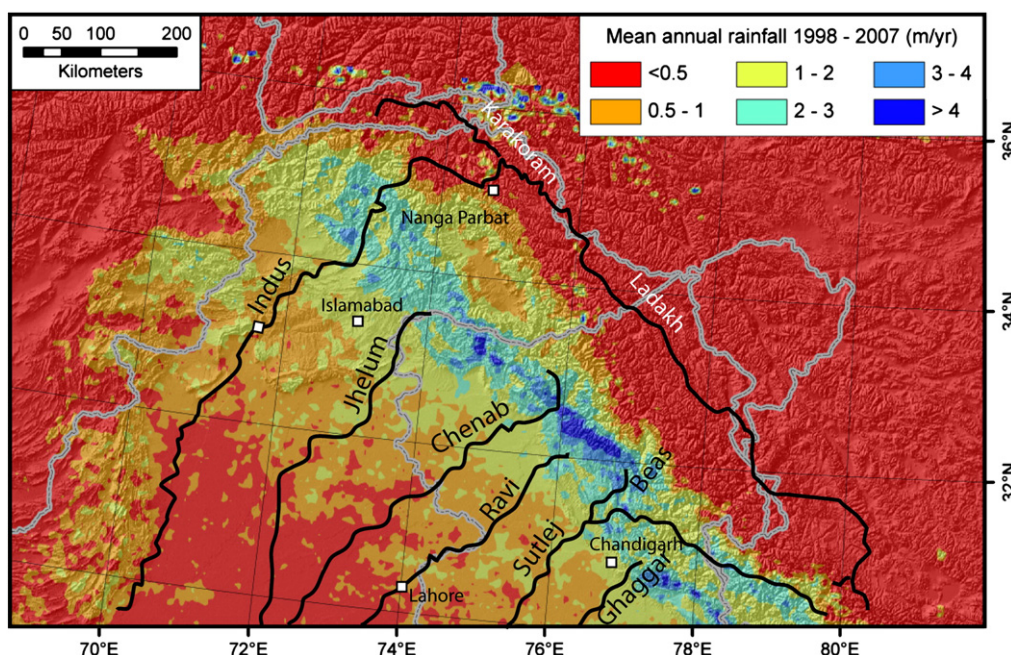 0 50 100 200
Kilometers
Mean annual rainfall 1998 - 2007 (m/yr)
<0.5
1 - 2
3 - 4
0.5 - 1
2 - 3
> 4
Karakoram
36°N
Nanga Parbat
Indus
Islamabad
Ladakh
34°N
Jhelum
Chenab
Beas
32°N
Ravi
Sutlej
Chandigarh
Ghaggar
Lahore
70°E
72°E
74°E
76°E
78°E
80°E